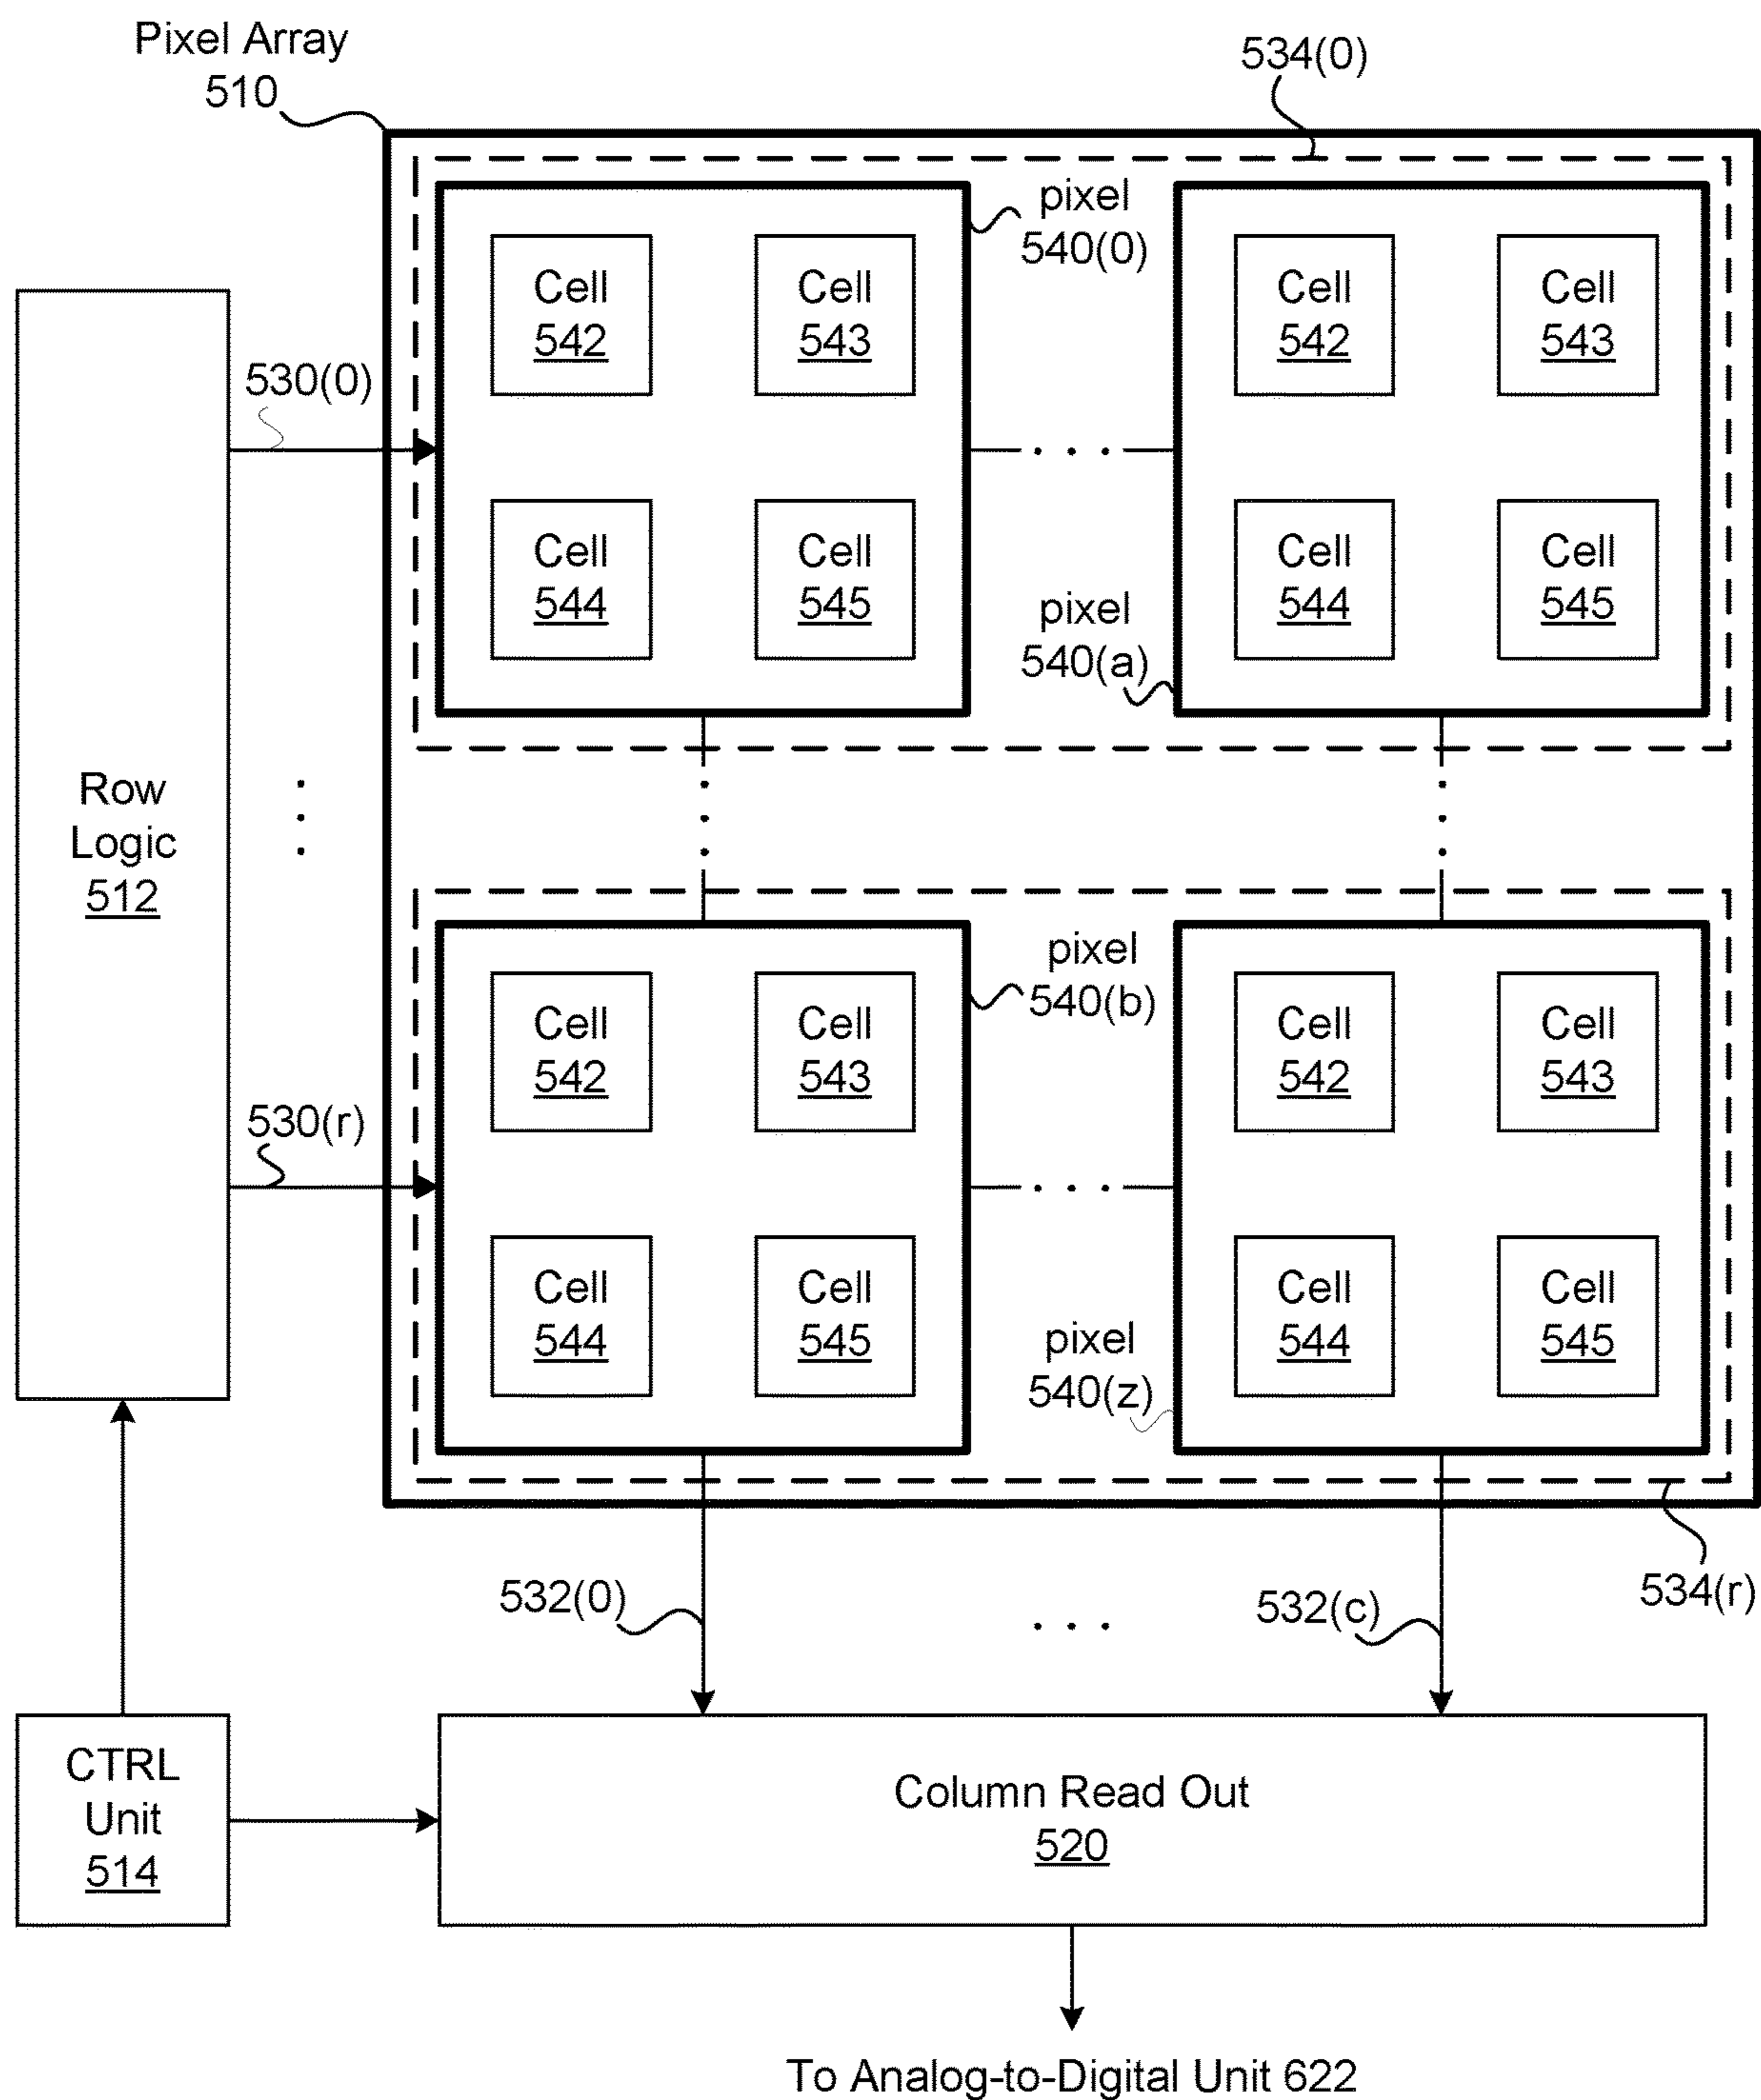 Pixel Array
510
534(0)
pixel
540(0)
Cell
542
Cell
543
Cell
542
Cell
543
530(0)
. . .
Cell
544
Cell
545
pixel
540(a)
Cell
544
Cell
545
Row
Logic
512
pixel
540(b)
Cell
542
Cell
543
Cell
542
Cell
543
530(r)
. . .
Cell
544
Cell
545
pixel
540(z)
Cell
544
Cell
545
532(0)
. . .
532(c)
534(r)
CTRL
Unit
514
Column Read Out
520
To Analog-to-Digital Unit 622